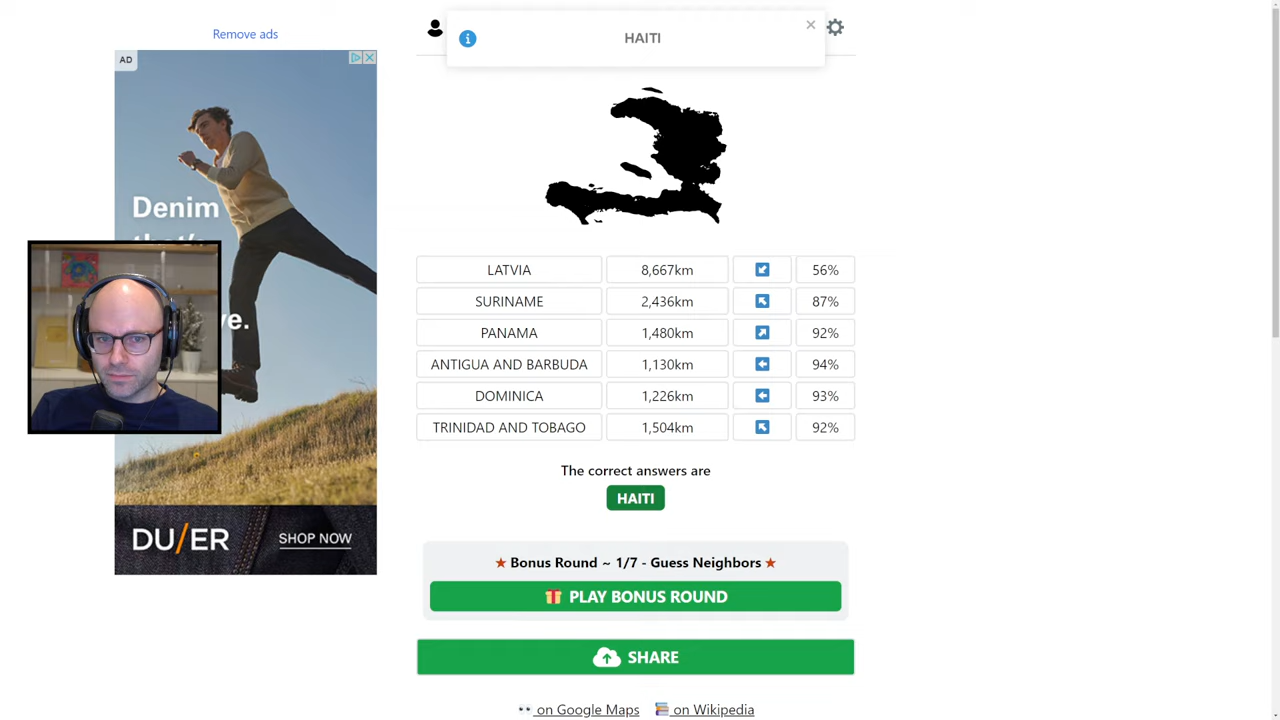 Remove ads
AD
Denim
that's
ve.
DU/ER
SHOP NOW
HAITI
LATVIA 8,667km 56%
SURINAME 2,436km 87%
PANAMA 1,480km 92%
ANTIGUA AND BARBUDA 1,130km 94%
DOMINICA 1,226km 93%
TRINIDAD AND TOBAGO 1,504km 92%
The correct answers are
HAITI
Bonus Round ~ 1/7 - Guess Neighbors
PLAY BONUS ROUND
SHARE
on Google Maps on Wikipedia